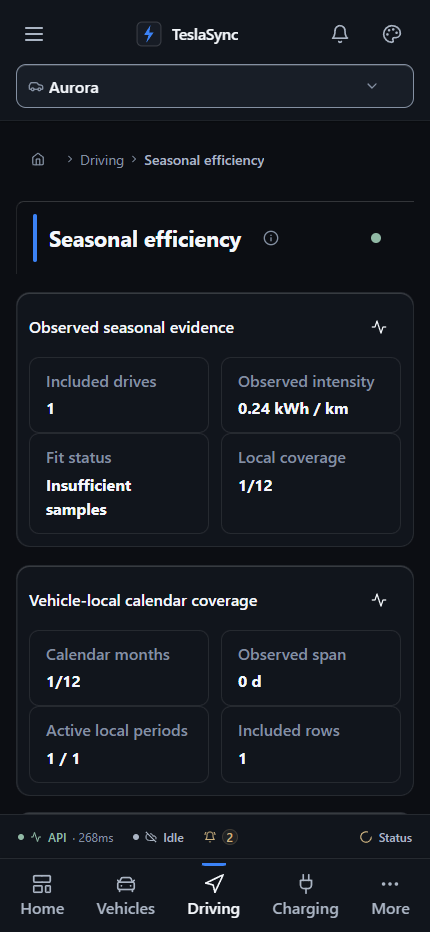 TeslaSync
Aurora
Driving
Seasonal efficiency
Seasonal efficiency
Observed seasonal evidence
Included drives
1
Observed intensity
0.24 kWh / km
Fit status
Insufficient
samples
Local coverage
1/12
Vehicle-local calendar coverage
Calendar months
1/12
Observed span
0 d
Active local periods
1 / 1
Included rows
1
API · 268ms
Idle
2
Status
Home
Vehicles
Driving
Charging
More